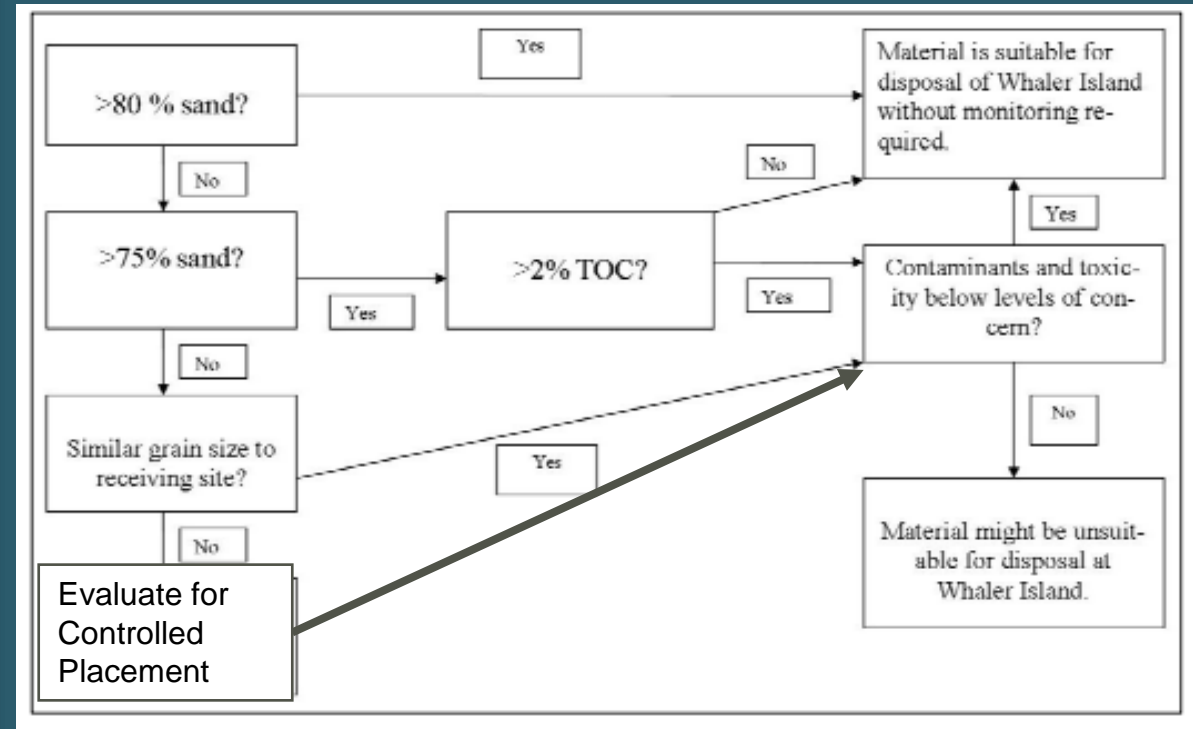 Yes
>80 % sand?
Material is suitable for
disposal of Whaler Island
without monitoring re-
quired.
No
No
>75% sand?
>2% TOC?
Yes
Contaminants and toxic-
ity below levels of con-
cern?
Yes
Yes
No
Similar grain size to
receiving site?
Yes
No
No
Material might be unsuit-
able for disposal at
Whaler Island.
Evaluate for
Controlled
Placement